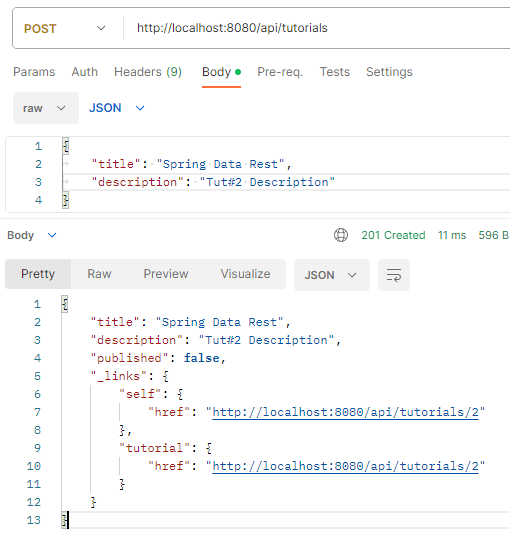 POST http://localhost:8080/api/tutorials
Params Auth Headers (9) Body Pre-req. Tests Settings
raw JSON
1 {
2 "title": "Spring Data Rest",
3 "description": "Tut#2 Description"
4 }
Body 201 Created 11 ms 596 B
Pretty Raw Preview Visualize JSON
1 {
2 "title": "Spring Data Rest",
3 "description": "Tut#2 Description",
4 "published": false,
5 "_links": {
6 "self": {
7 "href": "http://localhost:8080/api/tutorials/2"
8 },
9 "tutorial": {
10 "href": "http://localhost:8080/api/tutorials/2"
11 }
12 }
13 }